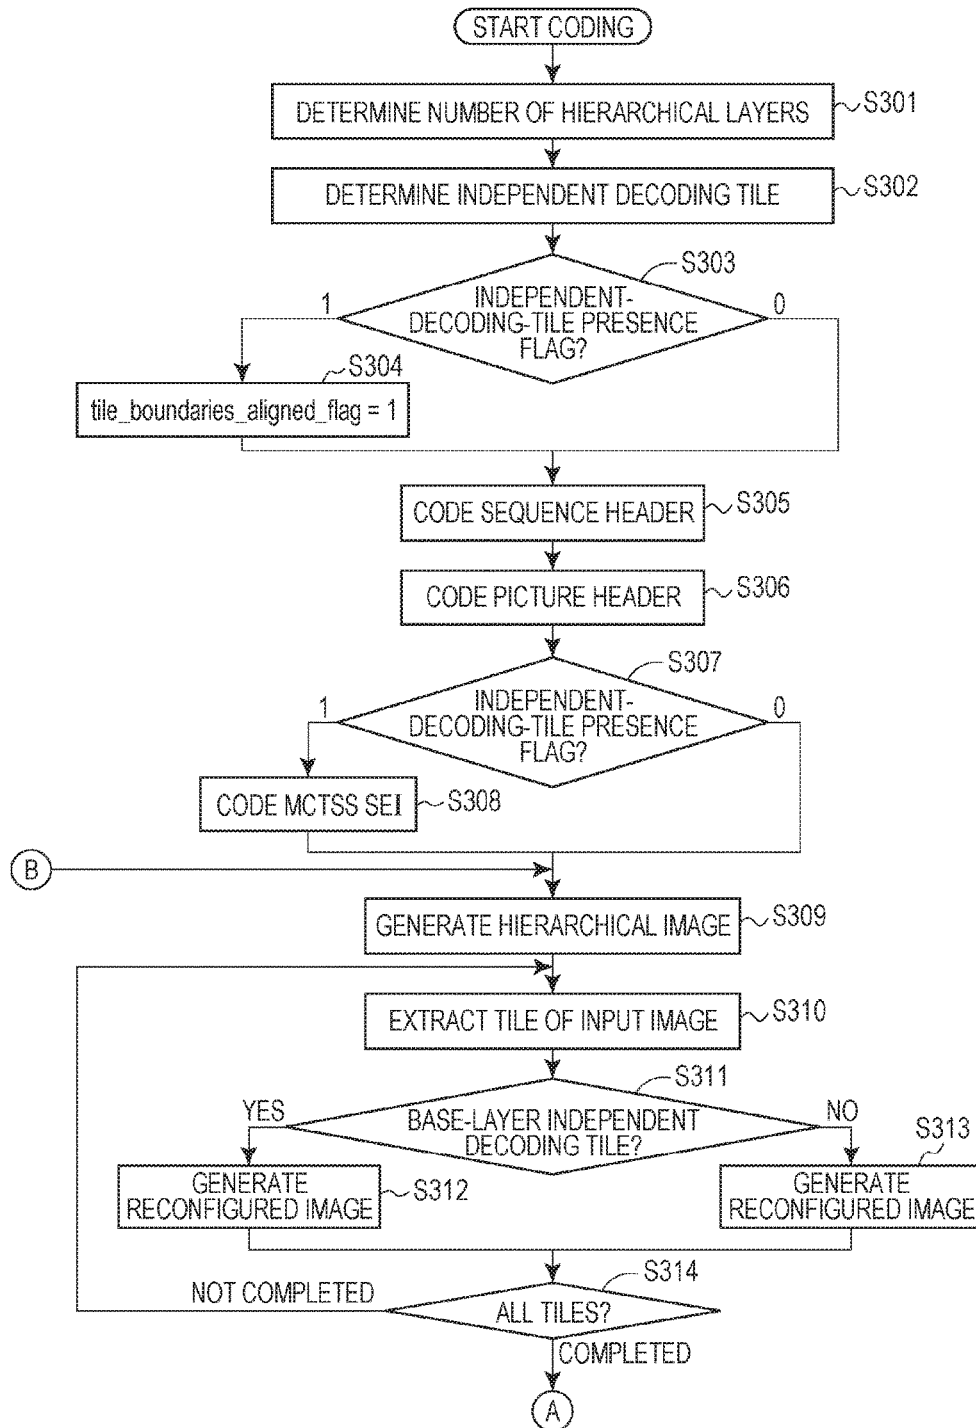 START CODING
DETERMINE NUMBER OF HIERARCHICAL LAYERS
S301
DETERMINE INDEPENDENT DECODING TILE
S302
S303
1
INDEPENDENT-
DECODING-TILE PRESENCE
FLAG?
0
S304
tile_boundaries_aligned_flag = 1
CODE SEQUENCE HEADER
S305
CODE PICTURE HEADER
S306
S307
1
INDEPENDENT-
DECODING-TILE PRESENCE
FLAG?
0
CODE MCTSS SEI
S308
B
GENERATE HIERARCHICAL IMAGE
S309
EXTRACT TILE OF INPUT IMAGE
S310
S311
YES
BASE-LAYER INDEPENDENT
DECODING TILE?
NO
GENERATE
RECONFIGURED IMAGE
S312
S313
GENERATE
RECONFIGURED IMAGE
S314
NOT COMPLETED
ALL TILES?
COMPLETED
A